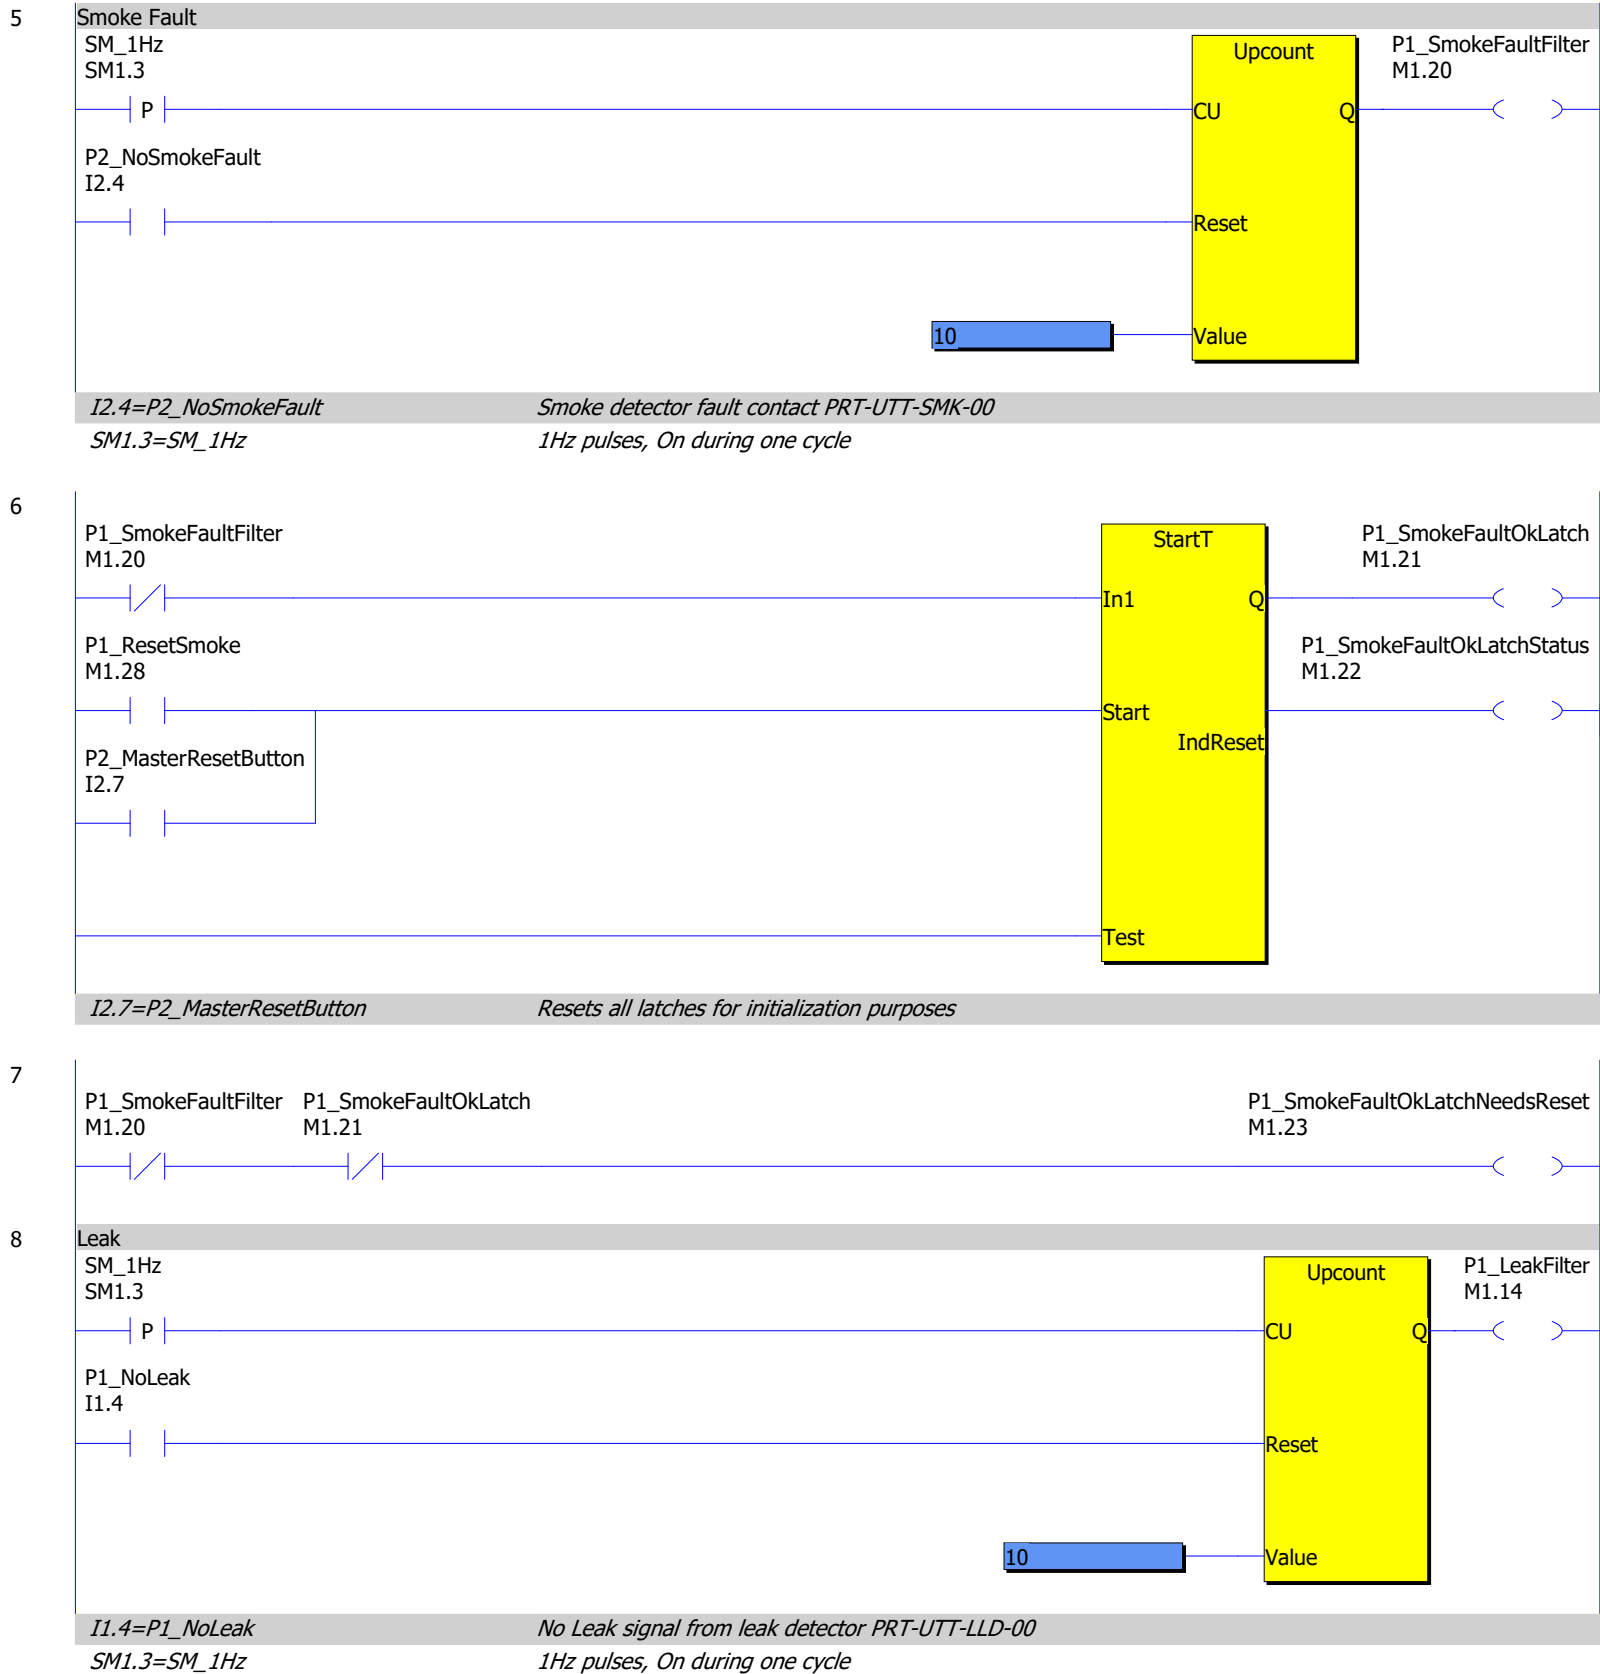 5
Smoke Fault
SM_1Hz
SM1.3
P
Upcount
P1_SmokeFaultFilter
M1.20
CU
Q
P2_NoSmokeFault
I2.4
Reset
10
Value
I2.4=P2_NoSmokeFault Smoke detector fault contact PRT-UTT-SMK-00
SM1.3=SM_1Hz 1Hz pulses, On during one cycle
6
P1_SmokeFaultFilter
M1.20
StartT
P1_SmokeFaultOkLatch
M1.21
In1
Q
P1_ResetSmoke
M1.28
P1_SmokeFaultOkLatchStatus
M1.22
Start
IndReset
P2_MasterResetButton
I2.7
Test
I2.7=P2_MasterResetButton Resets all latches for initialization purposes
7
P1_SmokeFaultFilter P1_SmokeFaultOkLatch P1_SmokeFaultOkLatchNeedsReset
M1.20 M1.21 M1.23
8
Leak
SM_1Hz
SM1.3
P
Upcount
P1_LeakFilter
M1.14
CU
Q
P1_NoLeak
I1.4
Reset
10
Value
I1.4=P1_NoLeak No Leak signal from leak detector PRT-UTT-LLD-00
SM1.3=SM_1Hz 1Hz pulses, On during one cycle